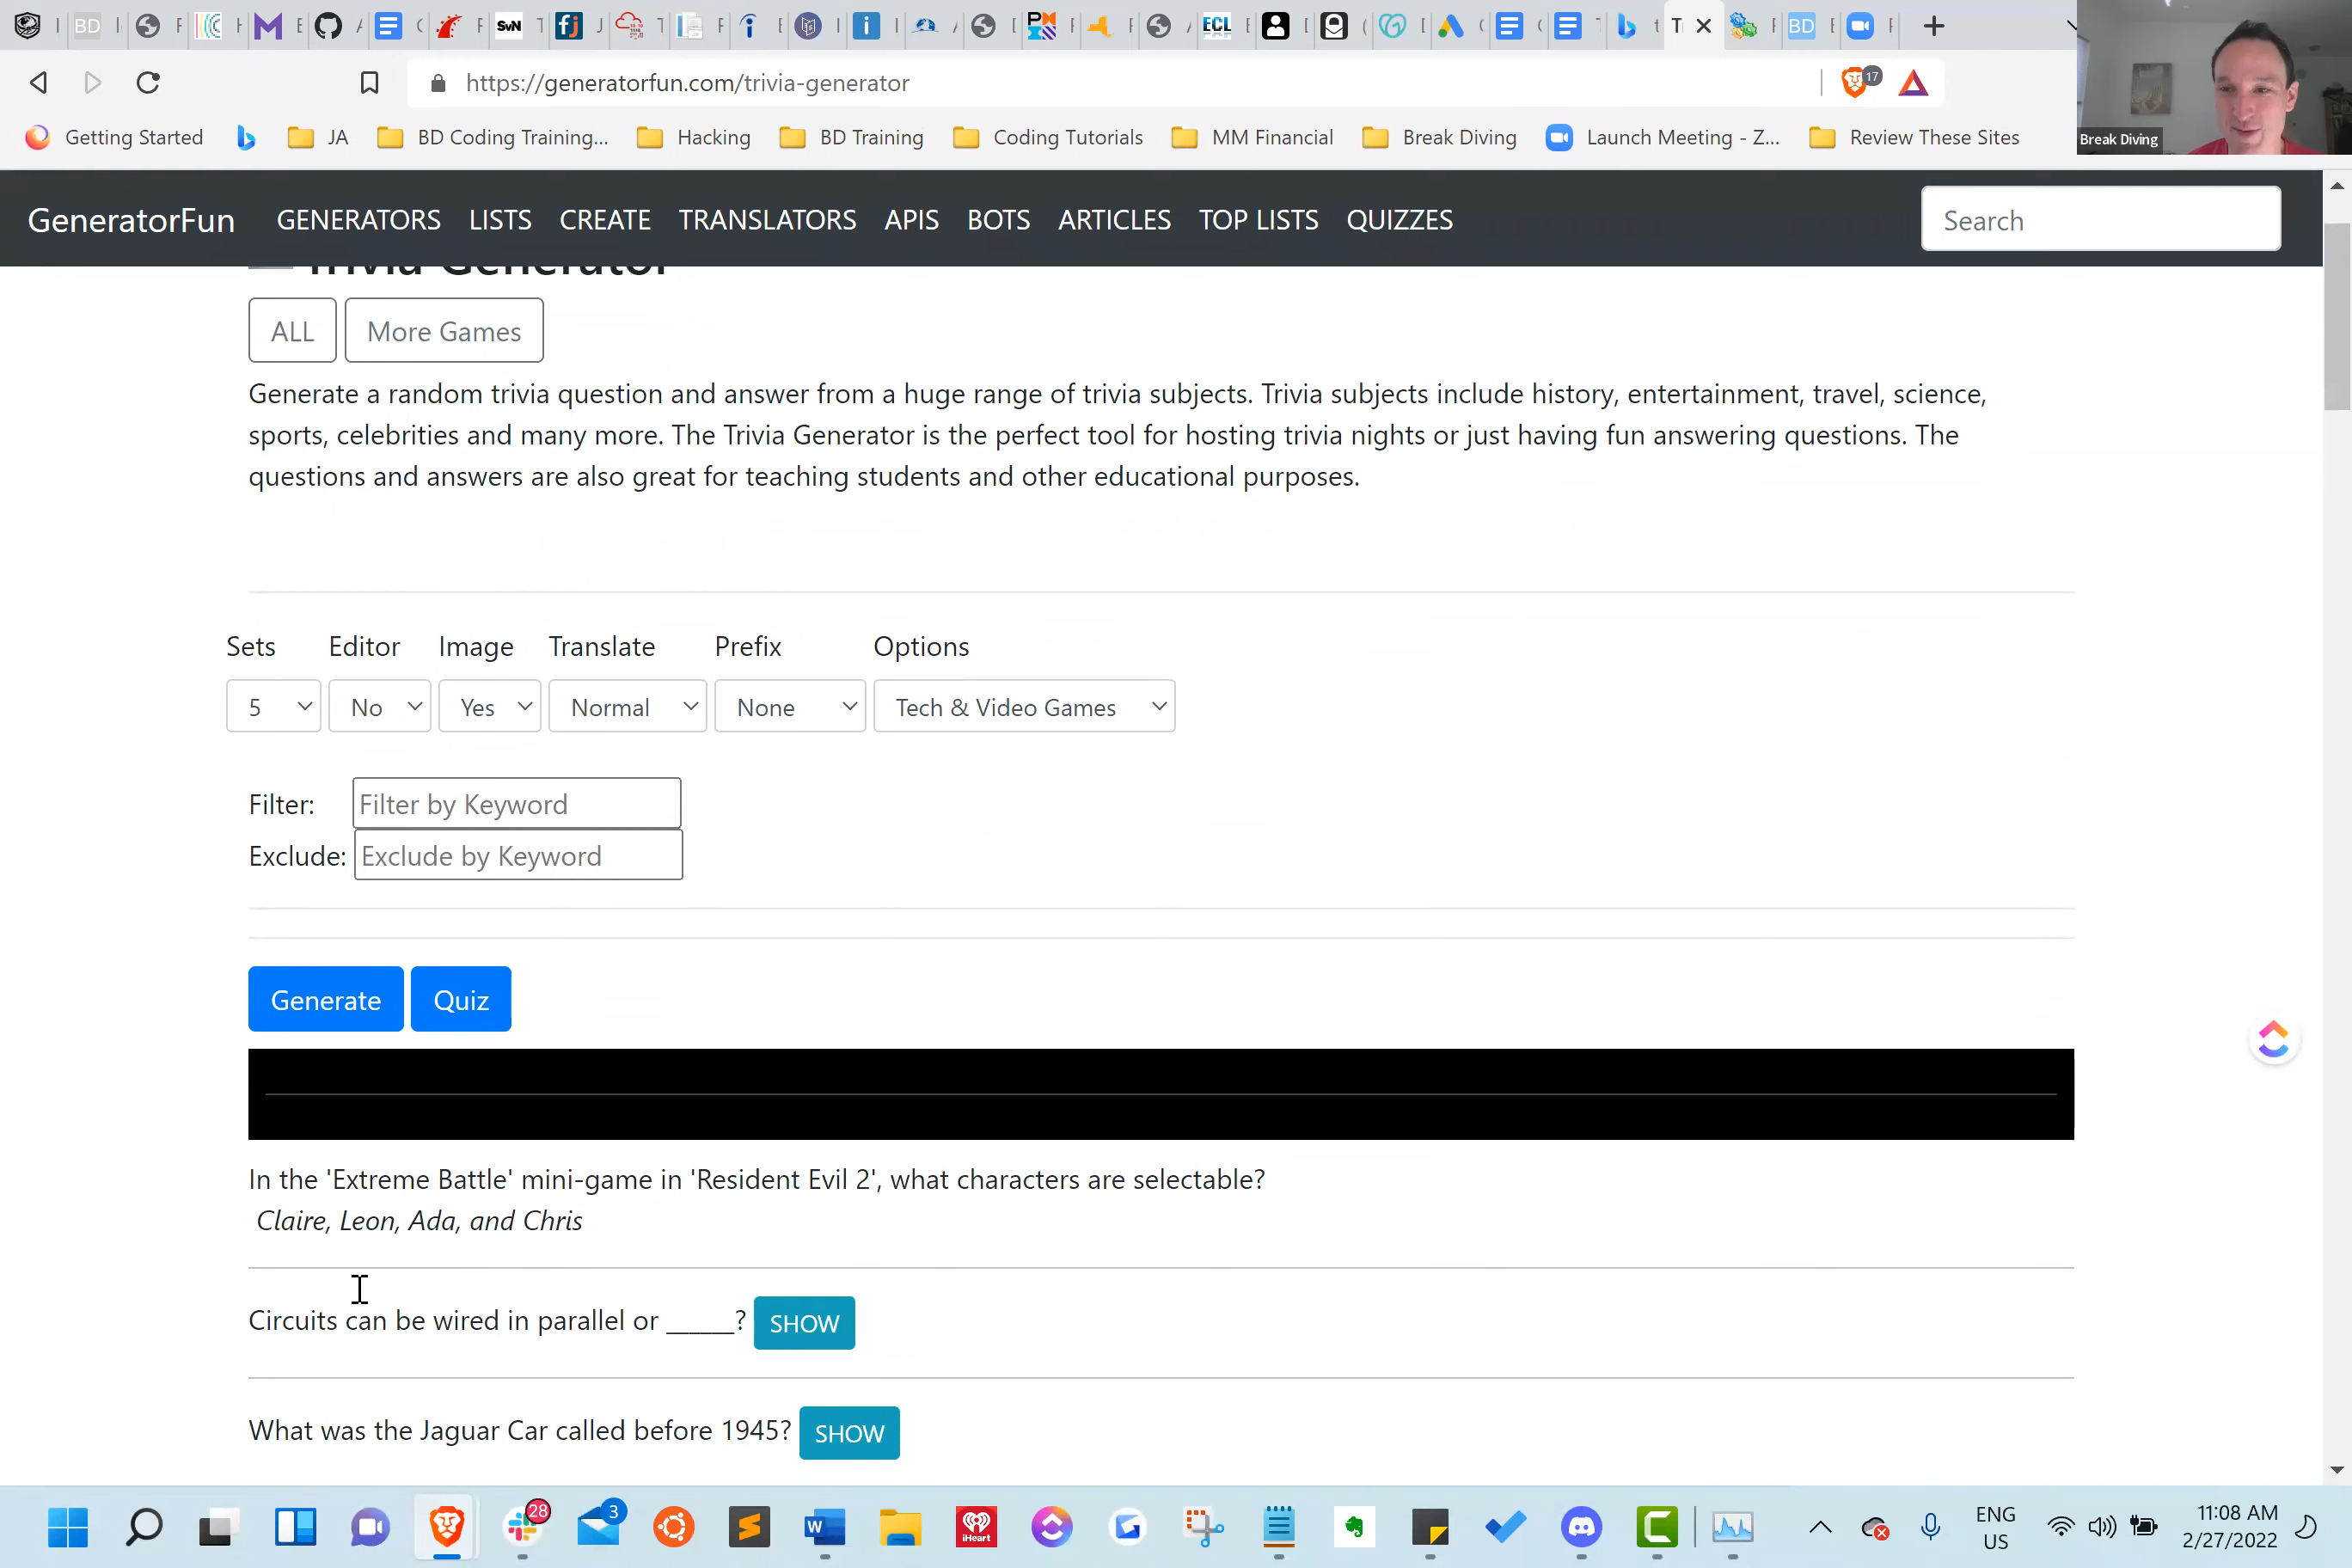 https://generatorfun.com/trivia-generator
17
Getting Started
JA
BD Coding Training...
Hacking
BD Training
Coding Tutorials
MM Financial
Break Diving
Launch Meeting - Z...
Review These Sites
Break Diving
GeneratorFun
GENERATORS
LISTS
CREATE
TRANSLATORS
APIS
BOTS
ARTICLES
TOP LISTS
QUIZZES
Search
Trivia Generator
ALL
More Games
Generate a random trivia question and answer from a huge range of trivia subjects. Trivia subjects include history, entertainment, travel, science,
sports, celebrities and many more. The Trivia Generator is the perfect tool for hosting trivia nights or just having fun answering questions. The
questions and answers are also great for teaching students and other educational purposes.
Sets Editor Image Translate Prefix Options
5 No Yes Normal None Tech & Video Games
Filter: Filter by Keyword
Exclude: Exclude by Keyword
Generate
Quiz
In the 'Extreme Battle' mini-game in 'Resident Evil 2', what characters are selectable?
Claire, Leon, Ada, and Chris
Circuits can be wired in parallel or ______? SHOW
What was the Jaguar Car called before 1945? SHOW
28
3
iHeart
ENG
US
11:08 AM
2/27/2022